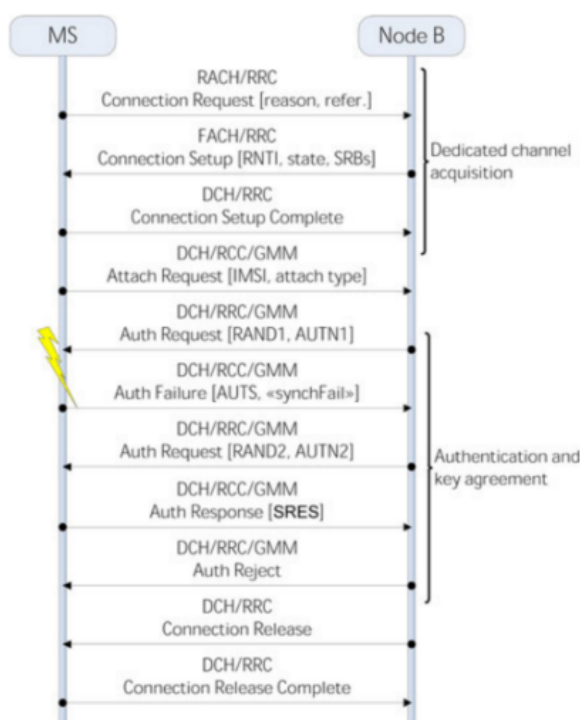 MS
Node B
RACH/RRC
Connection Request [reason, refer.]
FACH/RRC
Connection Setup [RNTI, state, SRBs]
Dedicated channel
acquisition
DCH/RRC
Connection Setup Complete
DCH/RCC/GMM
Attach Request [IMSI, attach type]
DCH/RRC/GMM
Auth Request [RAND1, AUTN1]
DCH/RCC/GMM
Auth Failure [AUTS, «synchFail»]
DCH/RRC/GMM
Auth Request [RAND2, AUTN2]
Authentication and
key agreement
DCH/RCC/GMM
Auth Response [SRES]
DCH/RRC/GMM
Auth Reject
DCH/RRC
Connection Release
DCH/RRC
Connection Release Complete